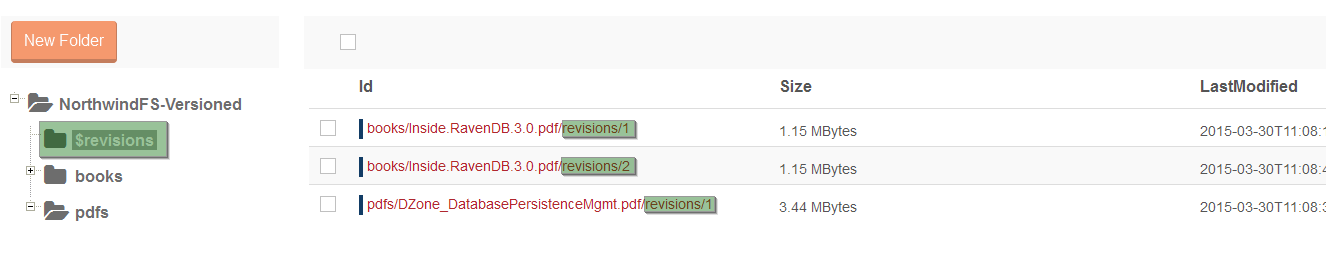 New Folder
NorthwindFS-Versioned
$revisions
books
pdfs
Id Size LastModified
books/Inside.RavenDB.3.0.pdf/revisions/1 1.15 MBytes 2015-03-30T11:08:1
books/Inside.RavenDB.3.0.pdf/revisions/2 1.15 MBytes 2015-03-30T11:08:4
pdfs/DZone_DatabasePersistenceMgmt.pdf/revisions/1 3.44 MBytes 2015-03-30T11:08:3